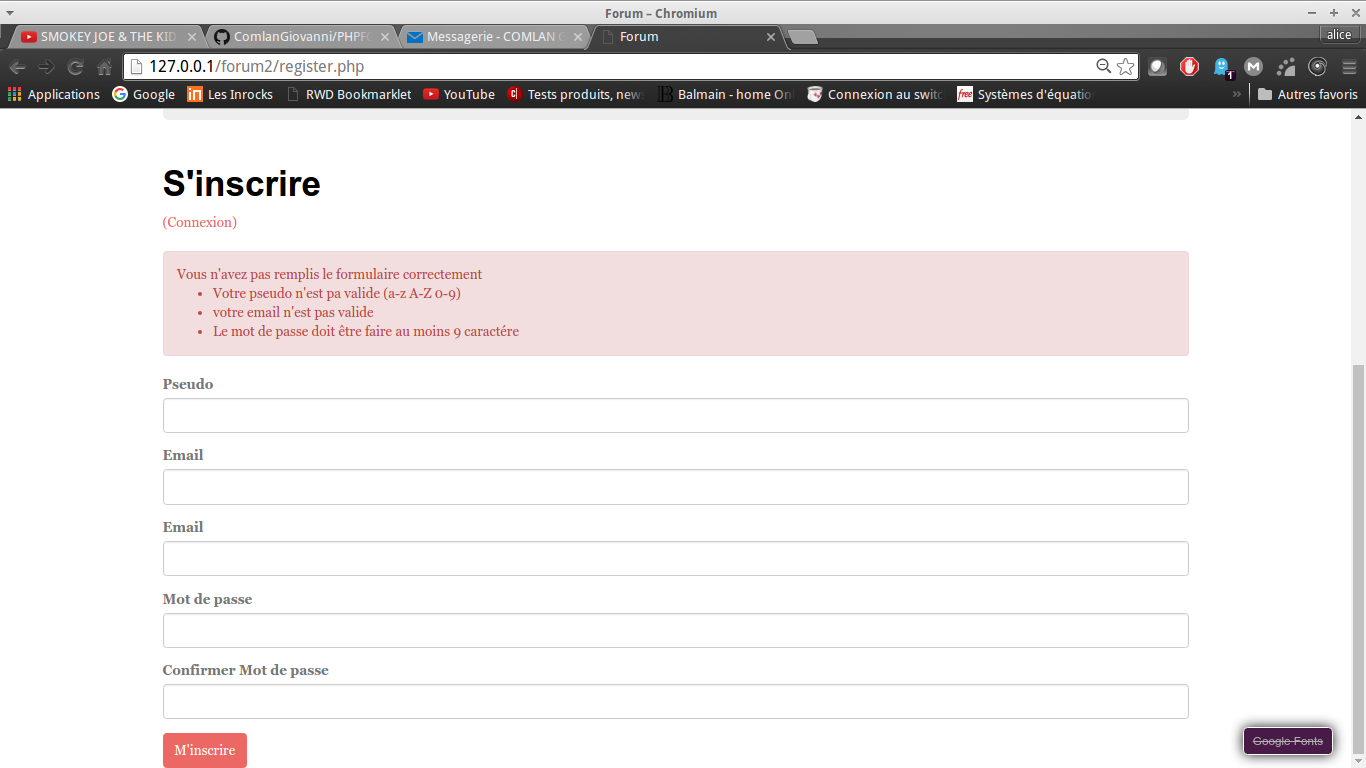 Forum – Chromium
SMOKEY JOE & THE KID
ComlanGiovanni/PHPF
Messagerie - COMLAN
Forum
alice
127.0.0.1/forum2/register.php
Applications
Google
Les Inrocks
RWD Bookmarklet
YouTube
Tests produits, new
Balmain - home On
Connexion au swit
Systèmes d'équatio
Autres favoris
1
S'inscrire
(Connexion)
Vous n'avez pas remplis le formulaire correctement
Votre pseudo n'est pa valide (a-z A-Z 0-9)
votre email n'est pas valide
Le mot de passe doit être faire au moins 9 caractére
Pseudo
Email
Email
Mot de passe
Confirmer Mot de passe
M'inscrire
Google Fonts